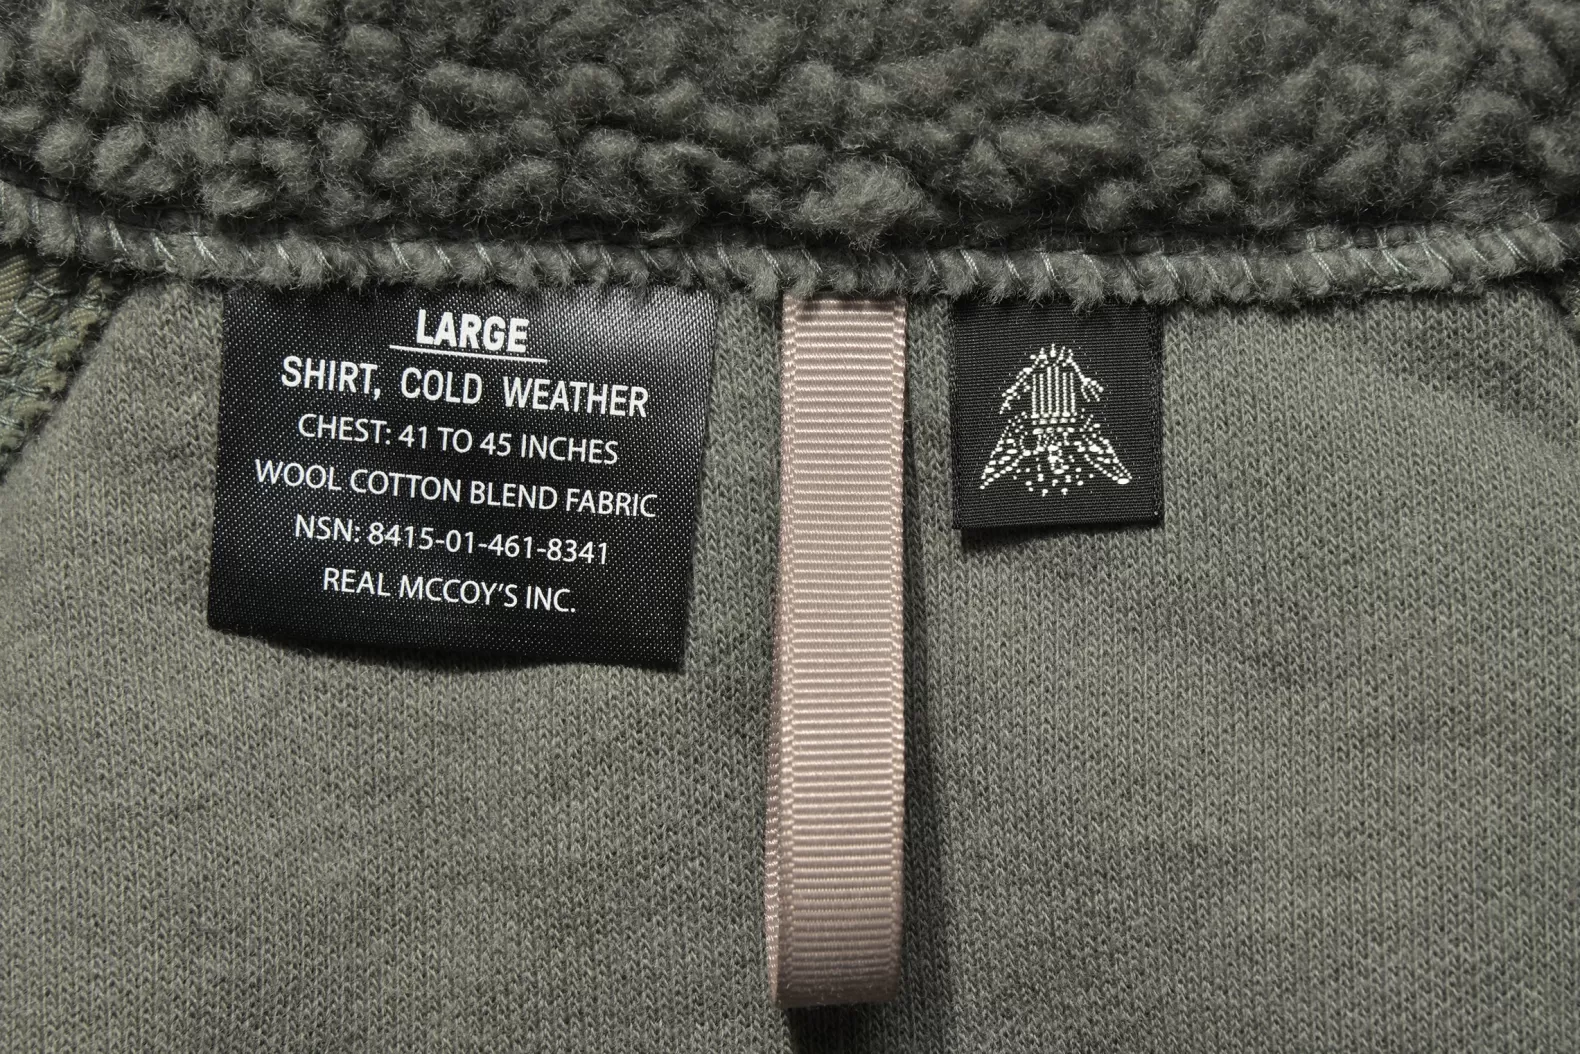 LARGE
SHIRT, COLD WEATHER
CHEST: 41 TO 45 INCHES
WOOL COTTON BLEND FABRIC
NSN: 8415-01-461-8341
REAL MCCOY'S INC.